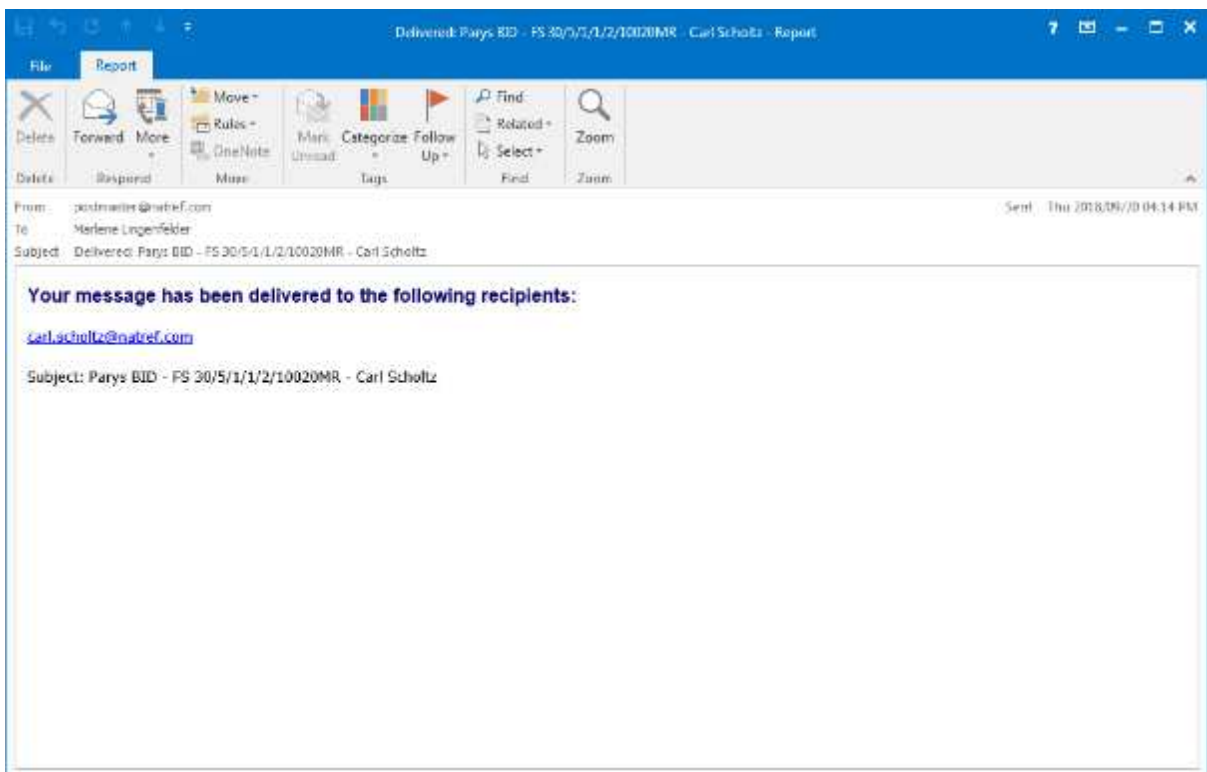 Delivered: Parys BID - FS 30/5/1/1/2/10020MR - Carl Scholtz - Report
File Report
Delete Forward More Move Rules OneNote Mark Unread Categorize Follow Up Find Related Select Zoom
Delete Respond Move Tags Find Zoom
From postmaster@natref.com Sent Thu 2018/09/20 04:14 PM
To Marlene Lingenfelder
Subject Delivered: Parys BID - FS 30/5/1/1/2/10020MR - Carl Scholtz
Your message has been delivered to the following recipients:
carl.scholtz@natref.com
Subject: Parys BID - FS 30/5/1/1/2/10020MR - Carl Scholtz